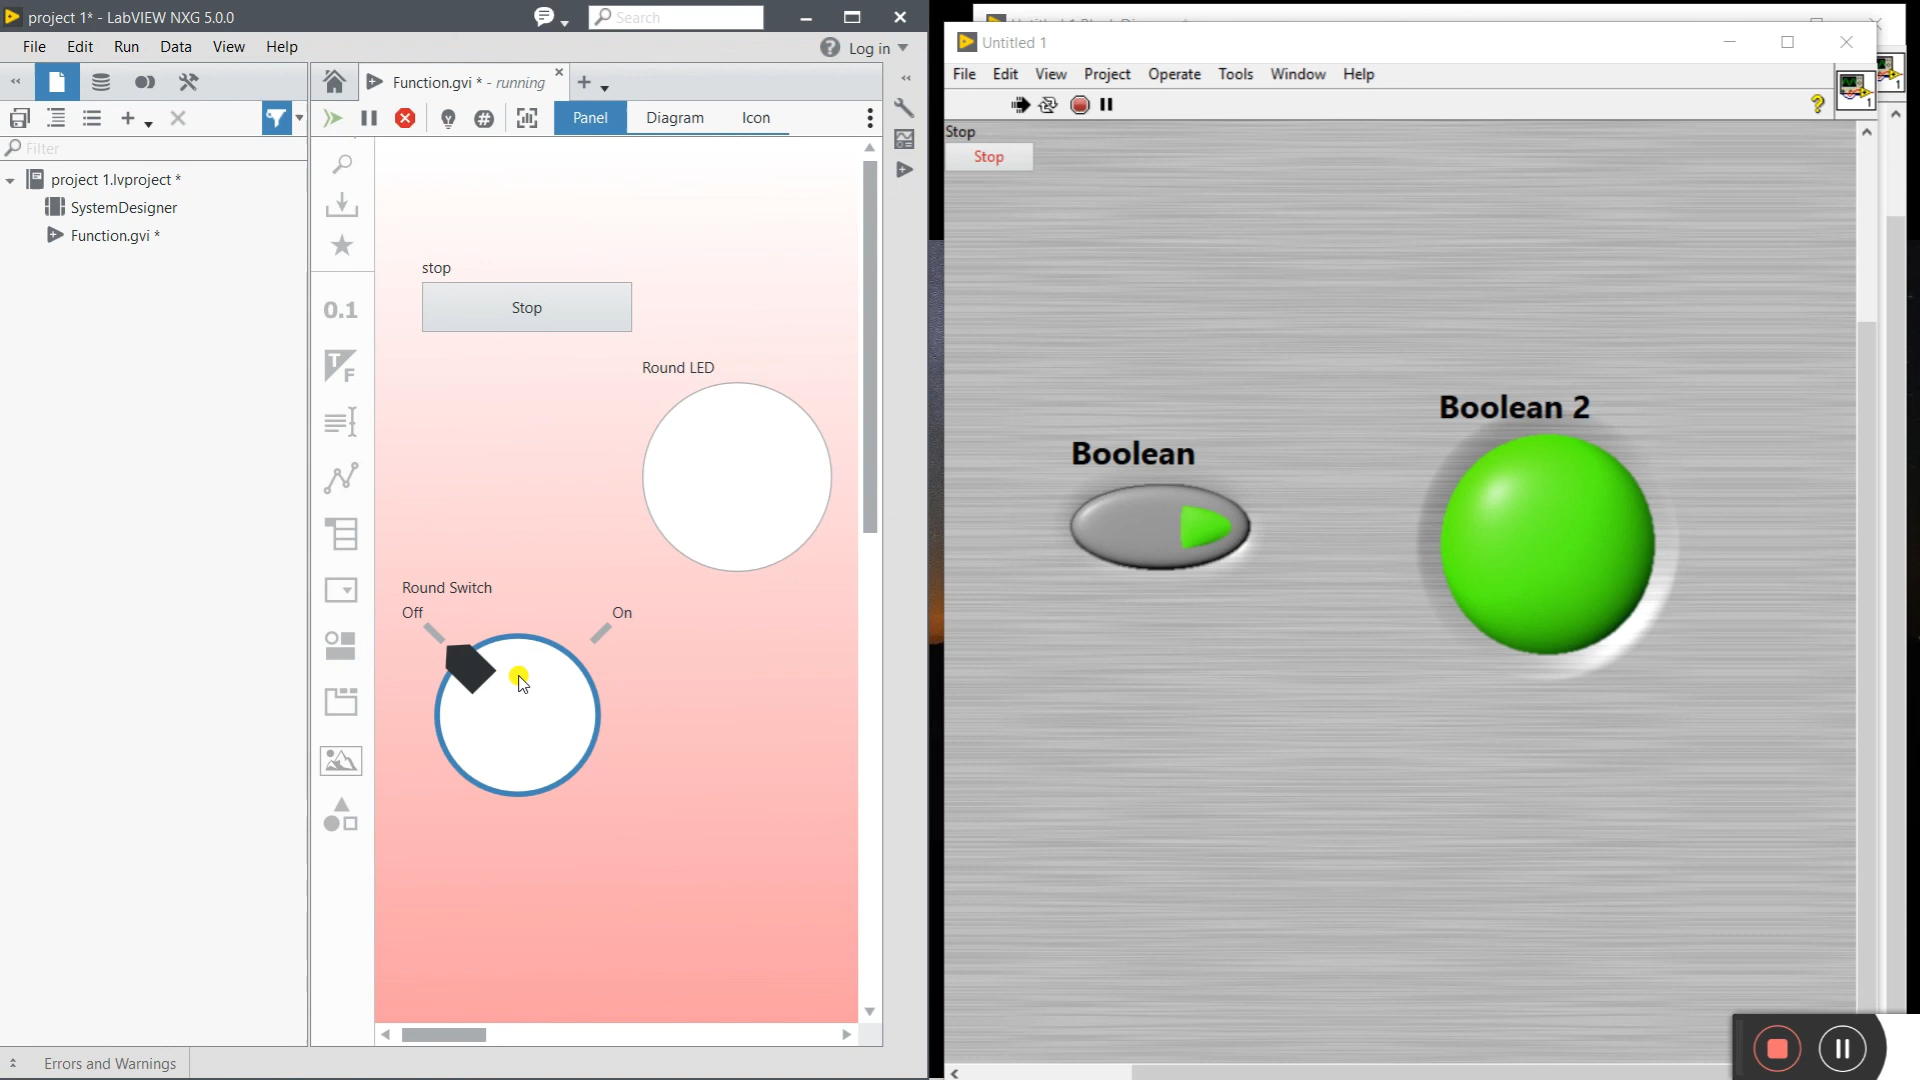 project 1* - LabVIEW NXG 5.0.0
Search
File Edit Run Data View Help
Log in
Function.gvi * - running
Panel Diagram Icon
Filter
project 1.lvproject *
SystemDesigner
Function.gvi *
0.1
T
F
stop
Stop
Round LED
Round Switch
Off
On
Errors and Warnings
Untitled 1
File Edit View Project Operate Tools Window Help
1
1
Stop
Stop
Boolean 2
Boolean